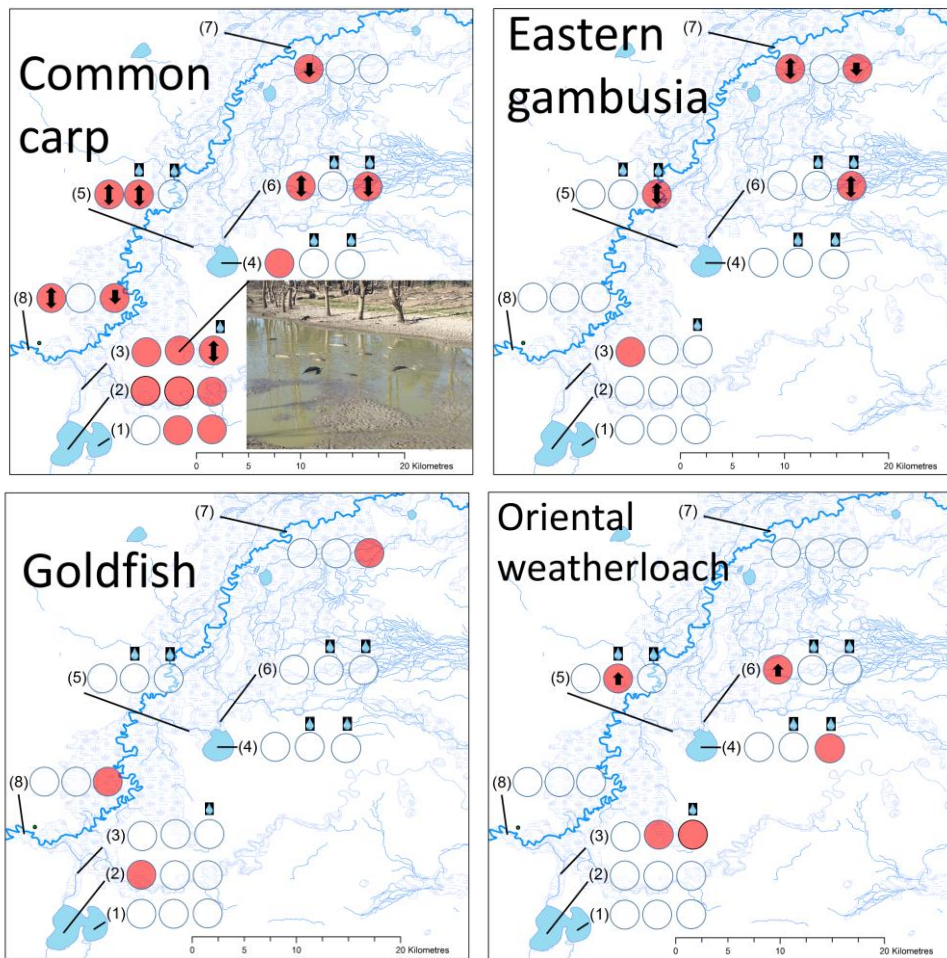 Common
carp
(7)
(5)
(6)
(4)
(8)
(3)
(2)
(1)
0 5 10 20 Kilometres
Eastern
gambusia
(7)
(5)
(6)
(4)
(8)
(3)
(2)
(1)
0 5 10 20 Kilometres
Goldfish
(7)
(5)
(6)
(4)
(8)
(3)
(2)
(1)
0 5 10 20 Kilometres
Oriental
weatherloach
(7)
(5)
(6)
(4)
(8)
(3)
(2)
(1)
0 5 10 20 Kilometres